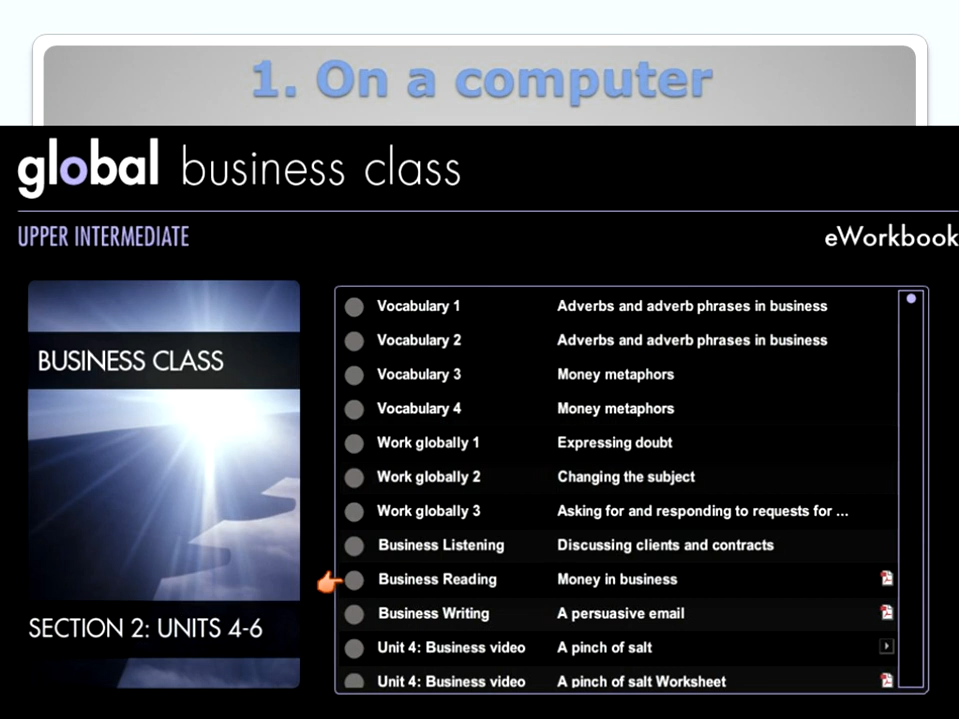 1. On a computer
global business class
UPPER INTERMEDIATE eWorkbook
BUSINESS CLASS
SECTION 2: UNITS 4-6
Vocabulary 1 Adverbs and adverb phrases in business
Vocabulary 2 Adverbs and adverb phrases in business
Vocabulary 3 Money metaphors
Vocabulary 4 Money metaphors
Work globally 1 Expressing doubt
Work globally 2 Changing the subject
Work globally 3 Asking for and responding to requests for ...
Business Listening Discussing clients and contracts
Business Reading Money in business
Business Writing A persuasive email
Unit 4: Business video A pinch of salt
Unit 4: Business video A pinch of salt Worksheet